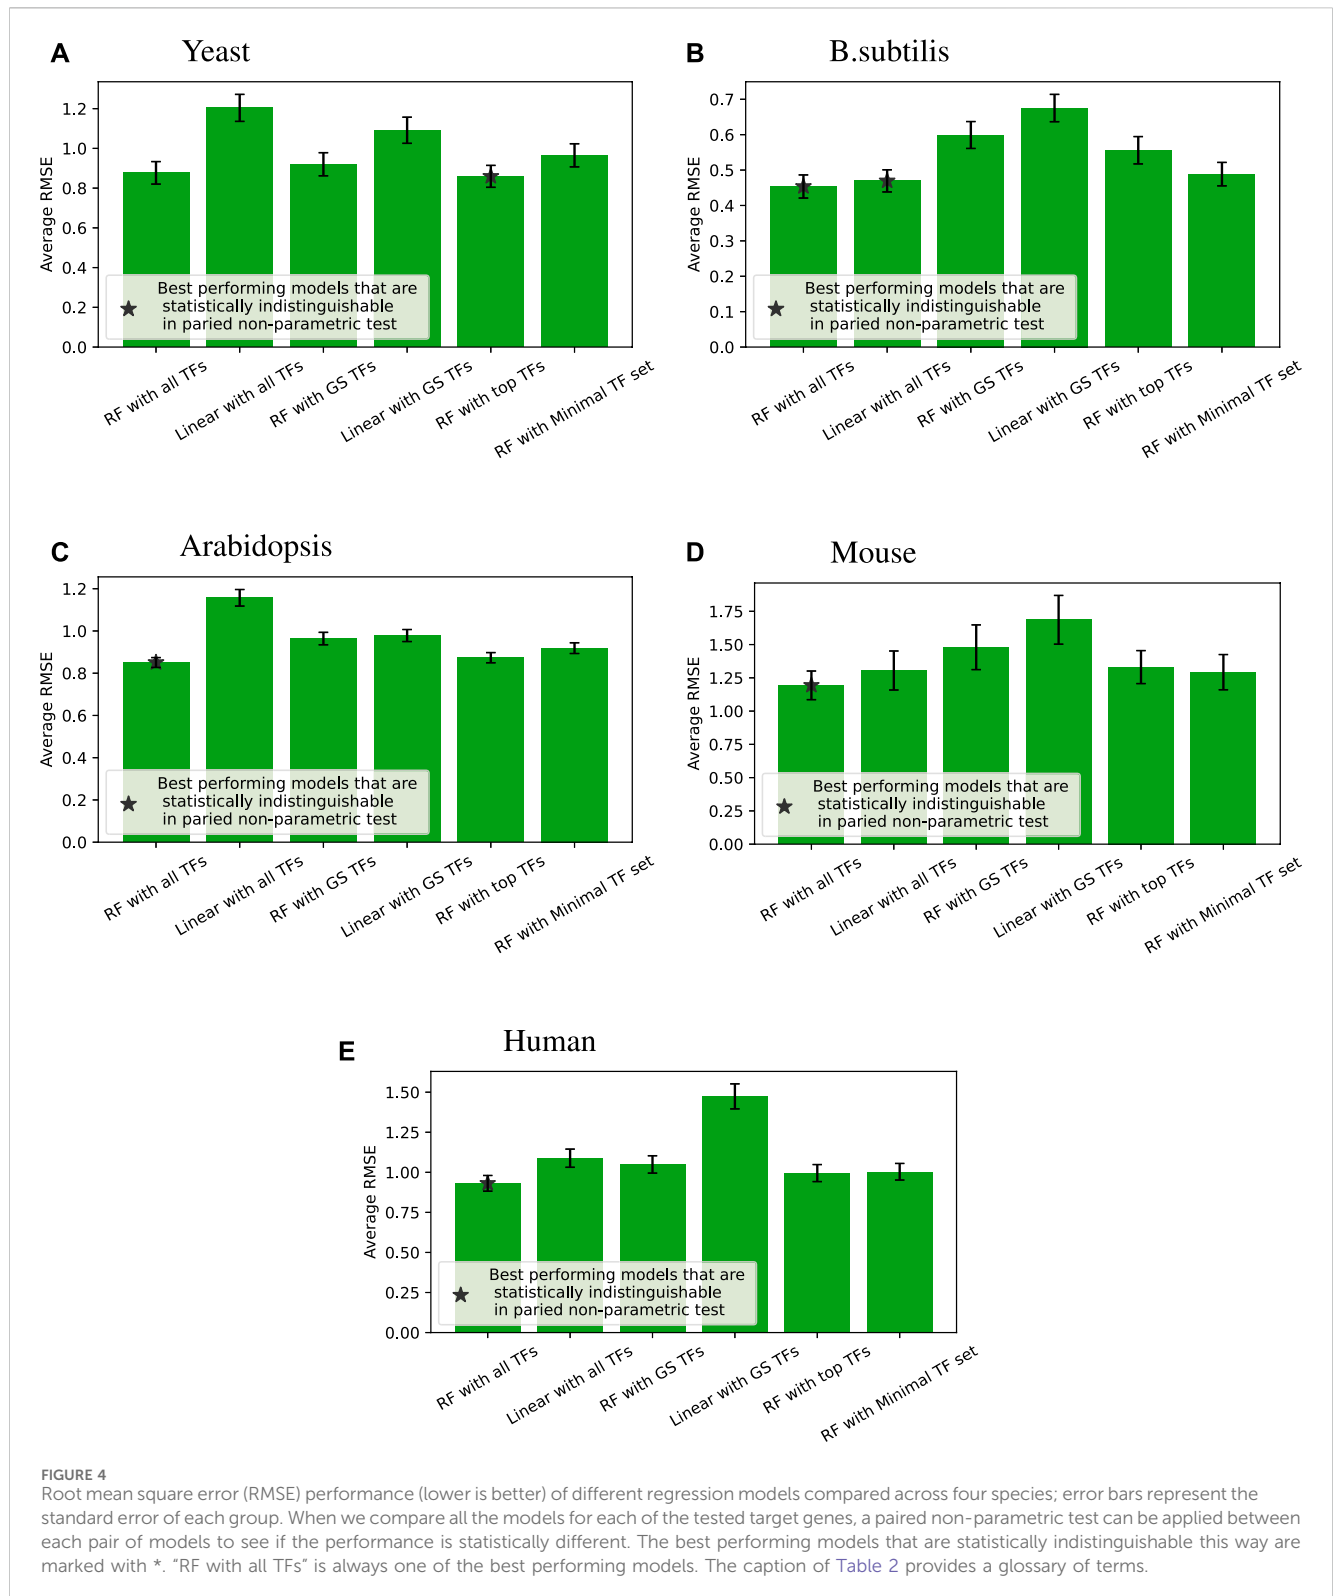 A
Yeast
1.2
1.0
0.8
0.6
0.4
0.2
0.0
Average RMSE
Best performing models that are
statistically indistinguishable
in paried non-parametric test
RF with all TFs
Linear with all TFs
RF with GS TFs
Linear with GS TFs
RF with top TFs
RF with Minimal TF set
B
B.subtilis
0.7
0.6
0.5
0.4
0.3
0.2
0.1
0.0
Average RMSE
Best performing models that are
statistically indistinguishable
in paried non-parametric test
RF with all TFs
Linear with all TFs
RF with GS TFs
Linear with GS TFs
RF with top TFs
RF with Minimal TF set
C
Arabidopsis
1.2
1.0
0.8
0.6
0.4
0.2
0.0
Average RMSE
Best performing models that are
statistically indistinguishable
in paried non-parametric test
RF with all TFs
Linear with all TFs
RF with GS TFs
Linear with GS TFs
RF with top TFs
RF with Minimal TF set
D
Mouse
1.75
1.50
1.25
1.00
0.75
0.50
0.25
0.00
Average RMSE
Best performing models that are
statistically indistinguishable
in paried non-parametric test
RF with all TFs
Linear with all TFs
RF with GS TFs
Linear with GS TFs
RF with top TFs
RF with Minimal TF set
E
Human
1.50
1.25
1.00
0.75
0.50
0.25
0.00
Average RMSE
Best performing models that are
statistically indistinguishable
in paried non-parametric test
RF with all TFs
Linear with all TFs
RF with GS TFs
Linear with GS TFs
RF with top TFs
RF with Minimal TF set
FIGURE 4
Root mean square error (RMSE) performance (lower is better) of different regression models compared across four species; error bars represent the
standard error of each group. When we compare all the models for each of the tested target genes, a paired non-parametric test can be applied between
each pair of models to see if the performance is statistically different. The best performing models that are statistically indistinguishable this way are
marked with *. “RF with all TFs” is always one of the best performing models. The caption of Table 2 provides a glossary of terms.